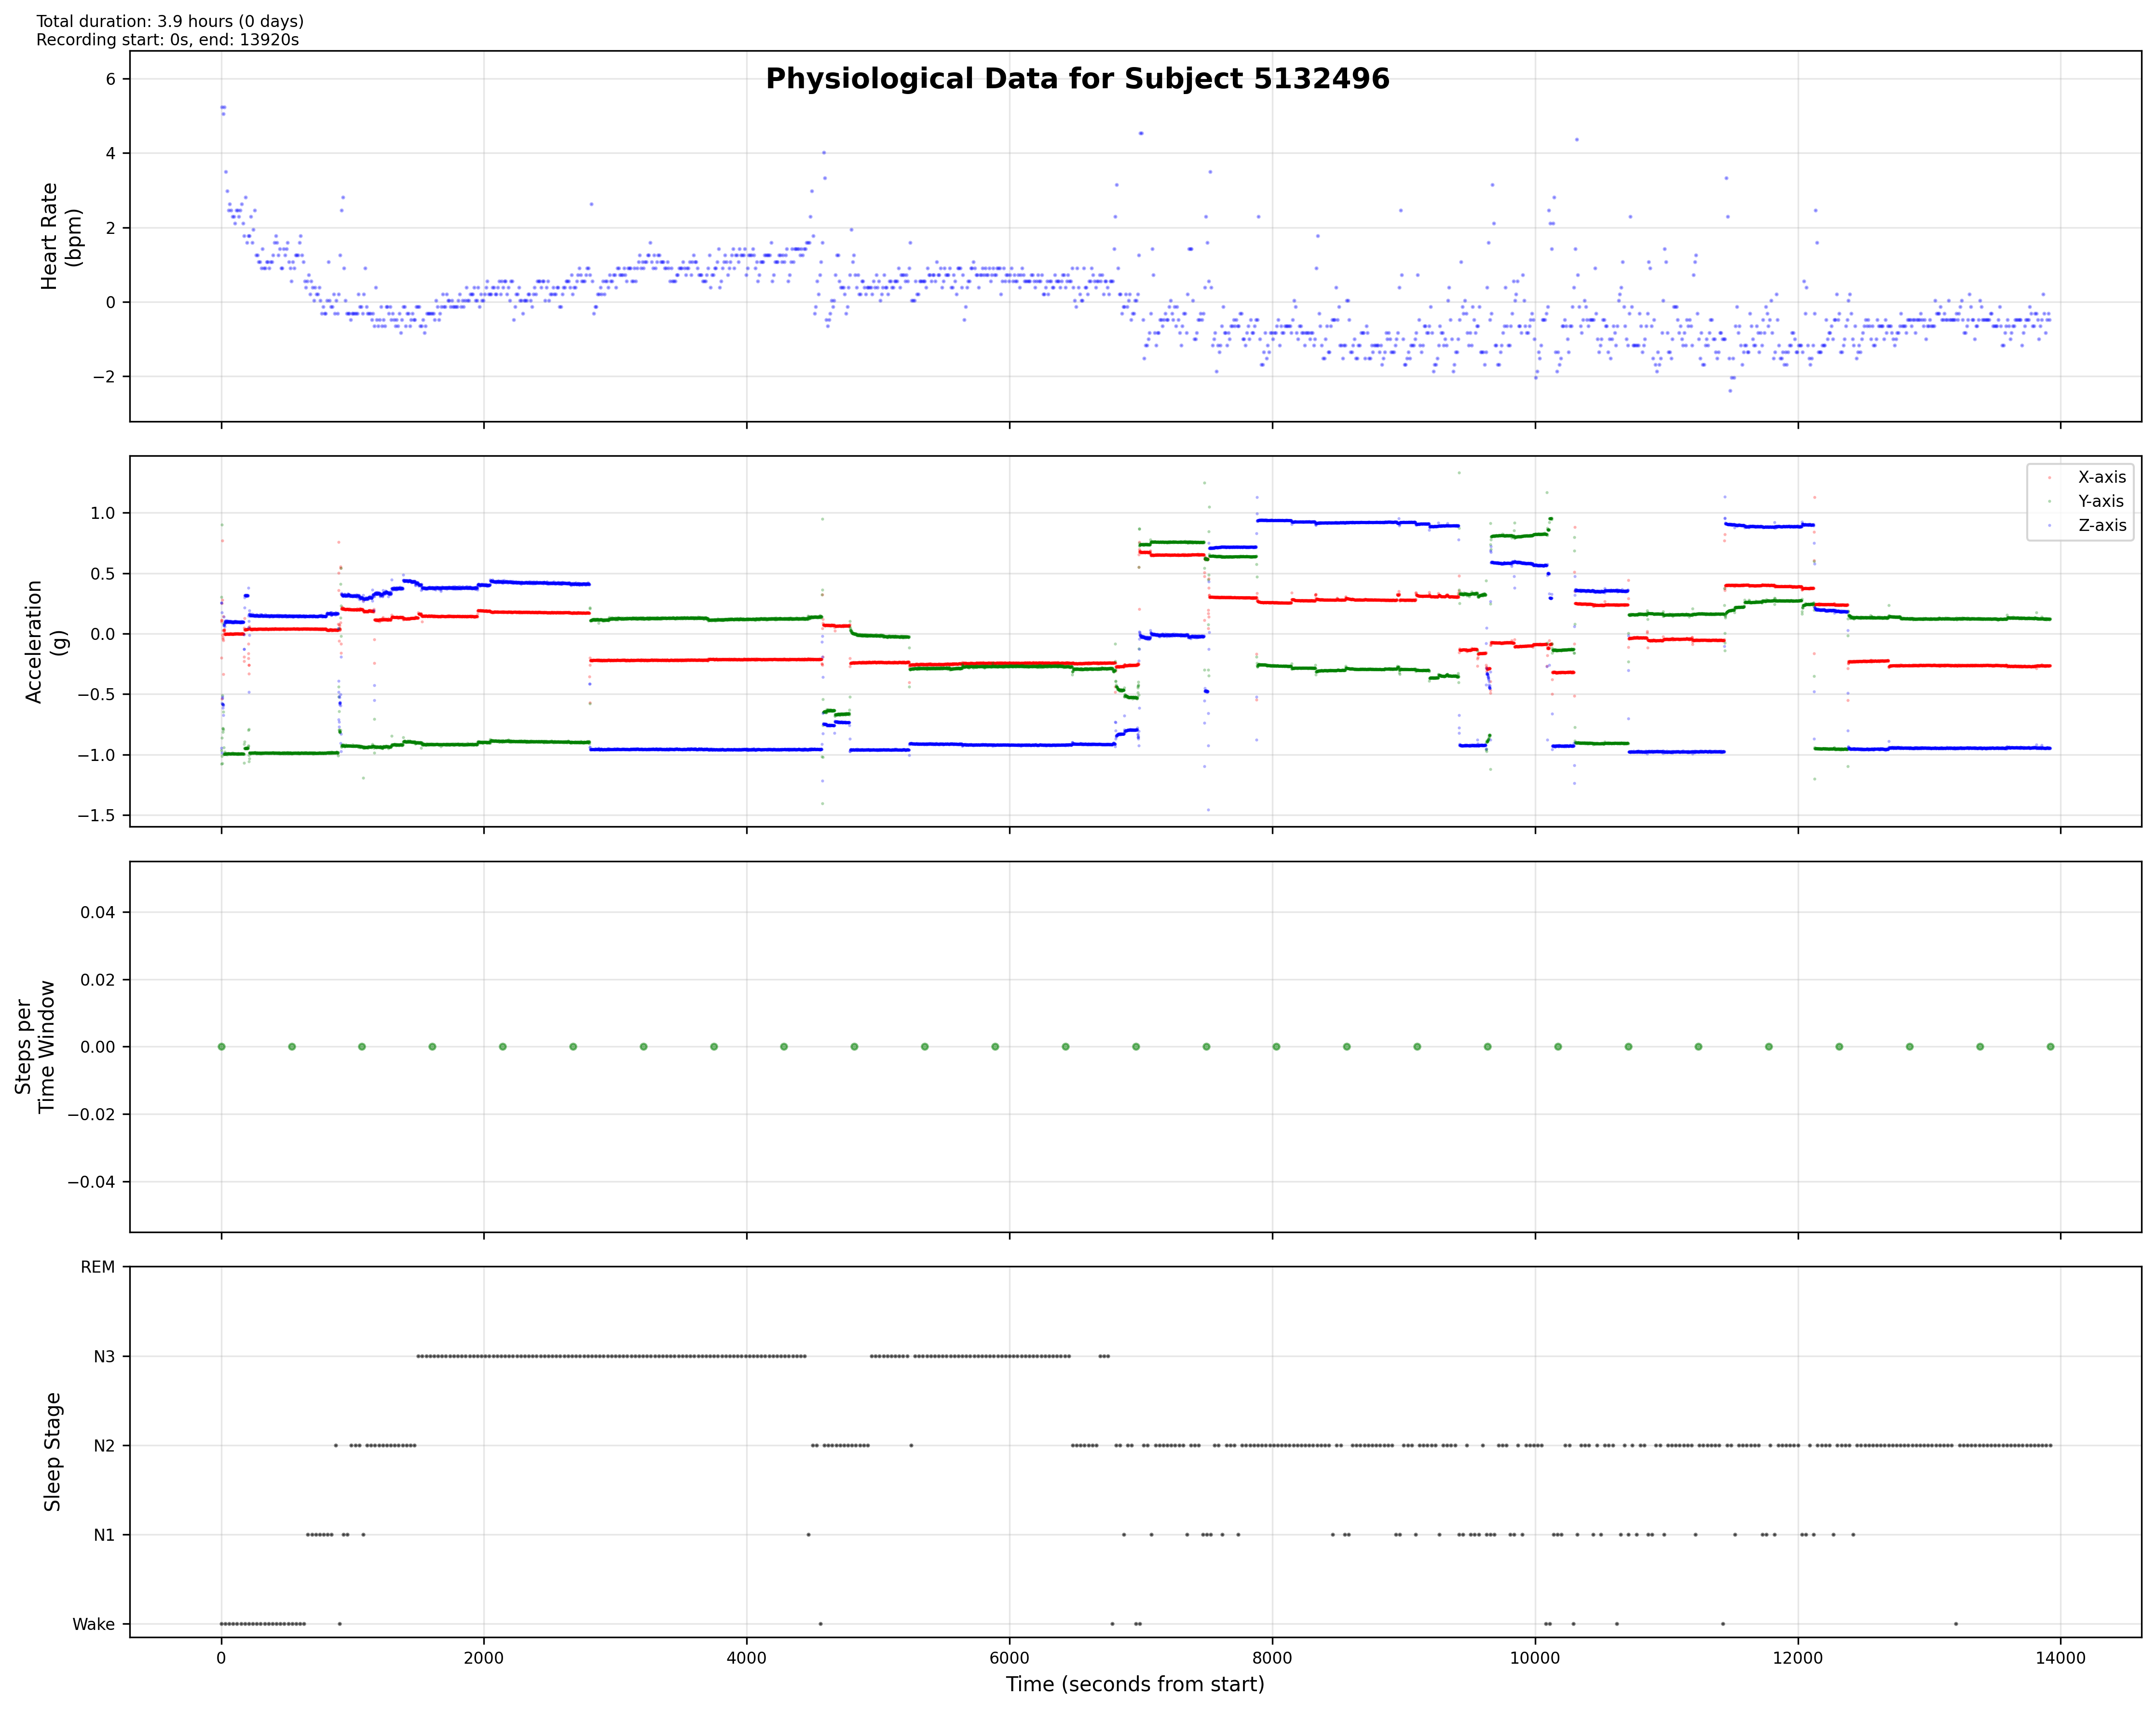 Total duration: 3.9 hours (0 days)
Recording start: 0s, end: 13920s
Physiological Data for Subject 5132496
6
4
2
0
−2
Heart Rate
(bpm)
X-axis
Y-axis
Z-axis
1.0
0.5
0.0
−0.5
−1.0
−1.5
Acceleration
(g)
0.04
0.02
0.00
−0.02
−0.04
Steps per
Time Window
REM
N3
N2
N1
Wake
Sleep Stage
0
2000
4000
6000
8000
10000
12000
14000
Time (seconds from start)